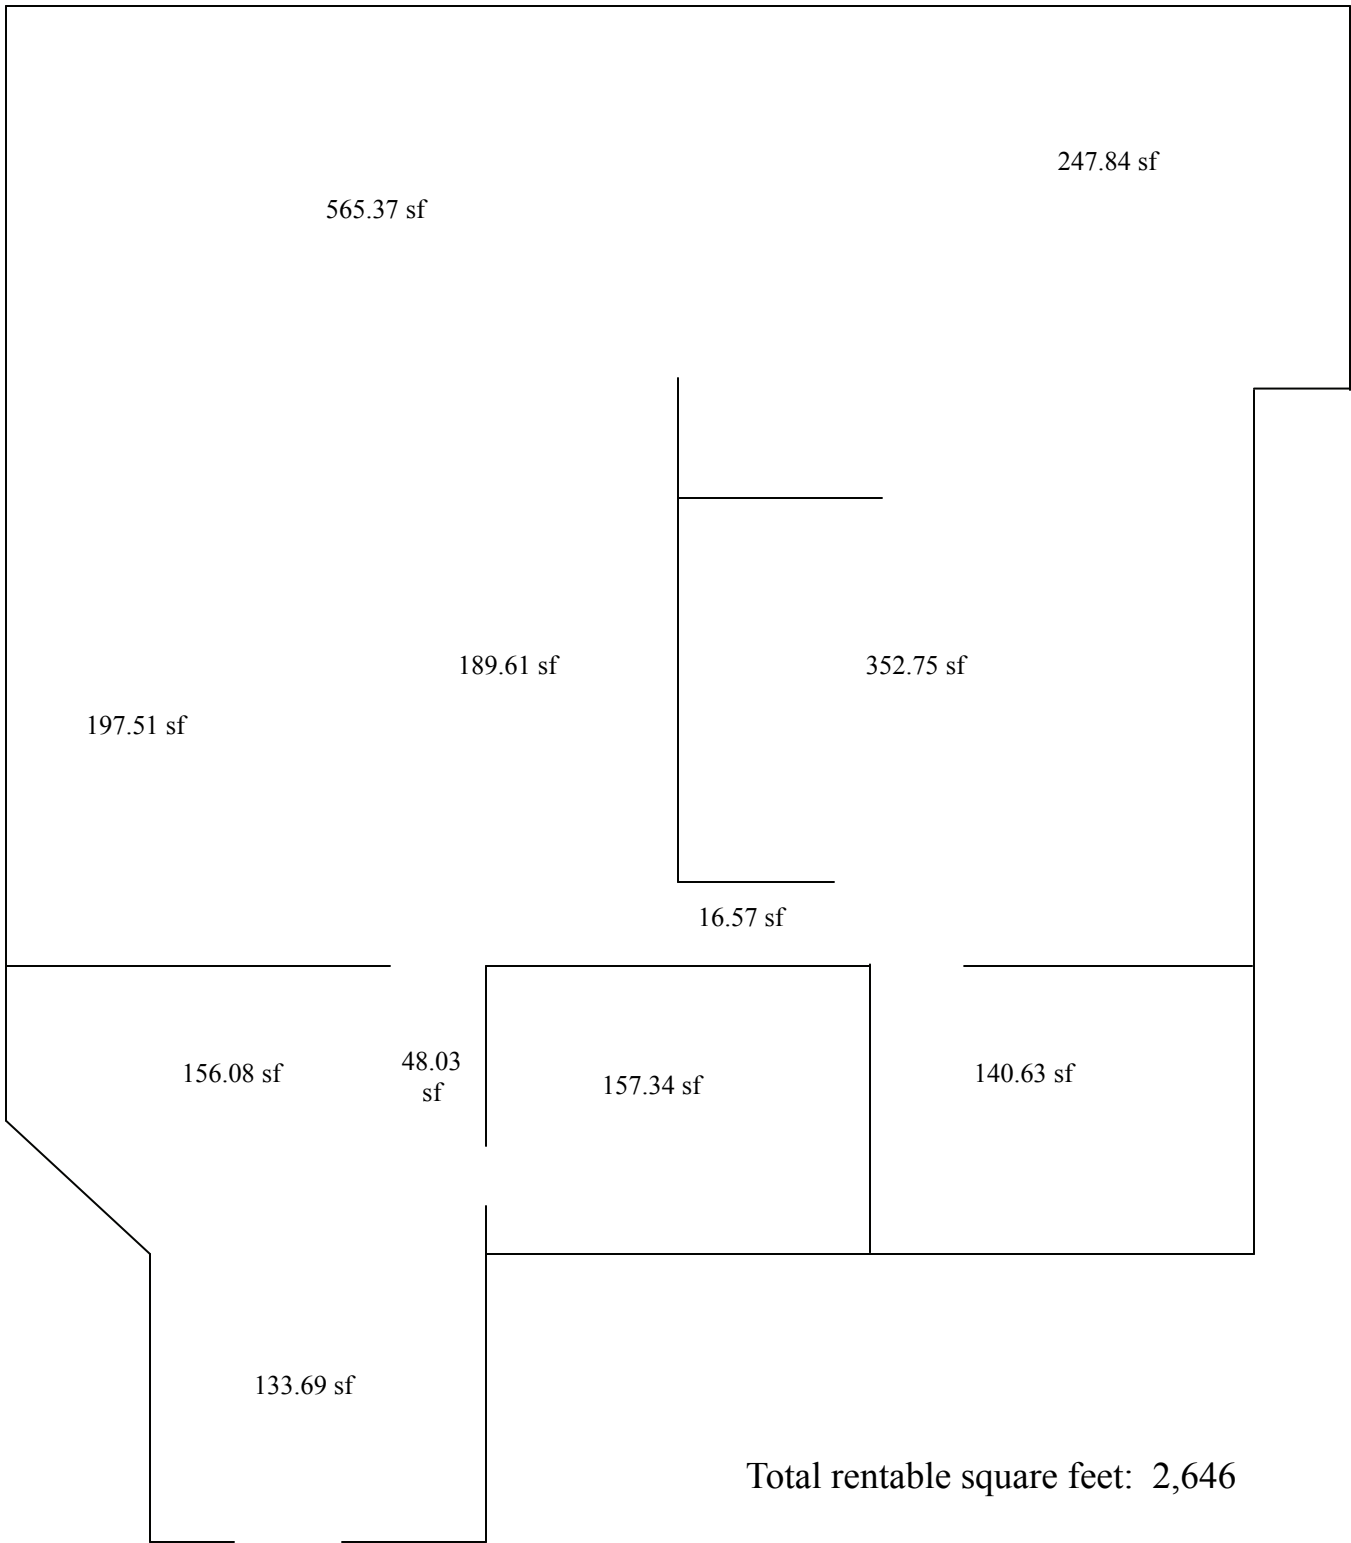 247.84 sf
565.37 sf
189.61 sf
352.75 sf
197.51 sf
16.57 sf
156.08 sf
48.03
sf
157.34 sf
140.63 sf
133.69 sf
Total rentable square feet:  2,646